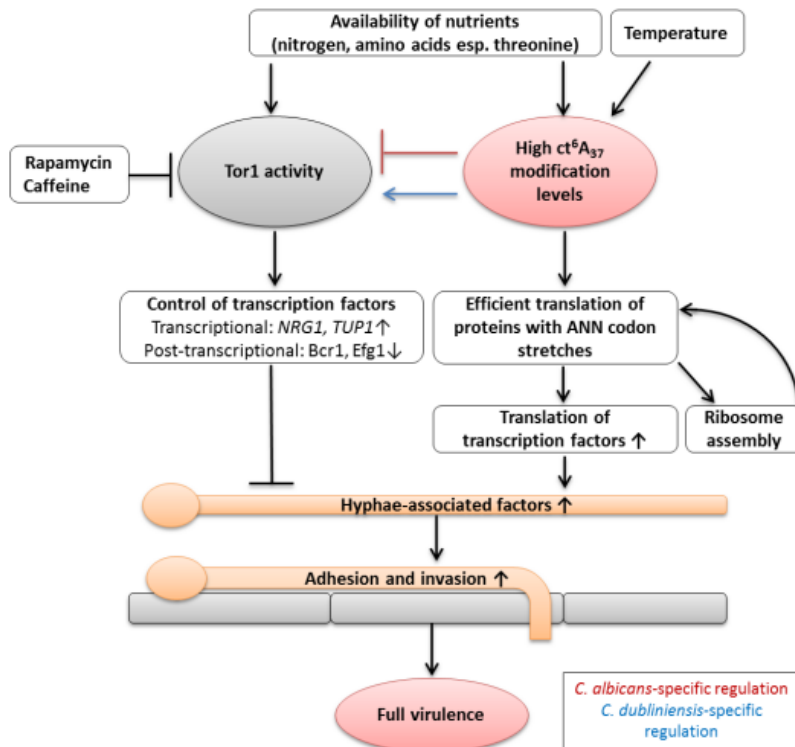 Availability of nutrients
(nitrogen, amino acids esp. threonine)
Temperature
Rapamycin
Caffeine
Tor1 activity
High ct⁶A₃₇
modification
levels
Control of transcription factors
Transcriptional: NRG1, TUP1↑
Post-transcriptional: Bcr1, Efg1↓
Efficient translation of
proteins with ANN codon
stretches
Translation of
transcription factors ↑
Ribosome
assembly
Hyphae-associated factors ↑
Adhesion and invasion ↑
Full virulence
C. albicans-specific regulation
C. dubliniensis-specific
regulation